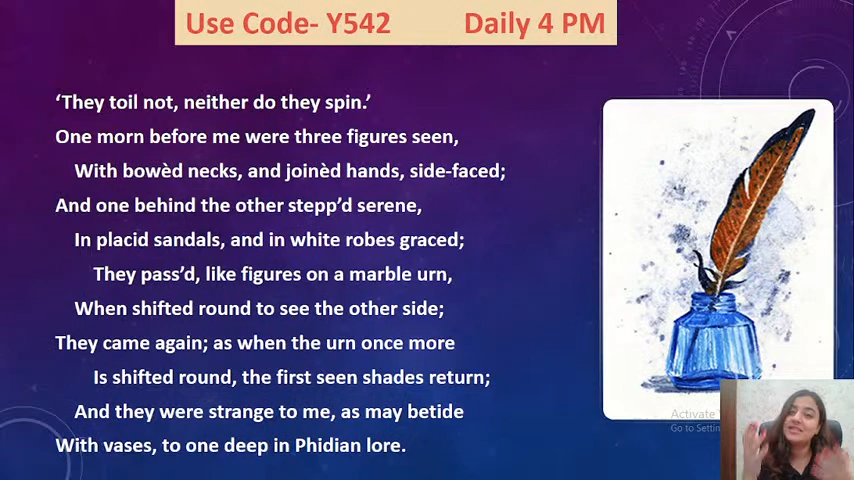 Use Code- Y542 Daily 4 PM
‘They toil not, neither do they spin.’
One morn before me were three figures seen,
With bowèd necks, and joinèd hands, side-faced;
And one behind the other stepp’d serene,
In placid sandals, and in white robes graced;
They pass’d, like figures on a marble urn,
When shifted round to see the other side;
They came again; as when the urn once more
Is shifted round, the first seen shades return;
And they were strange to me, as may betide
With vases, to one deep in Phidian lore.
Activate
Go to Settin